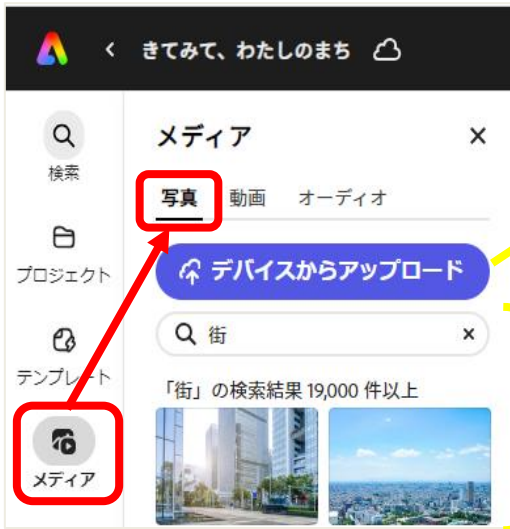 きてみて、わたしのまち
検索
プロジェクト
テンプレート
メディア
メディア
写真 動画 オーディオ
デバイスからアップロード
街
「街」の検索結果 19,000 件以上